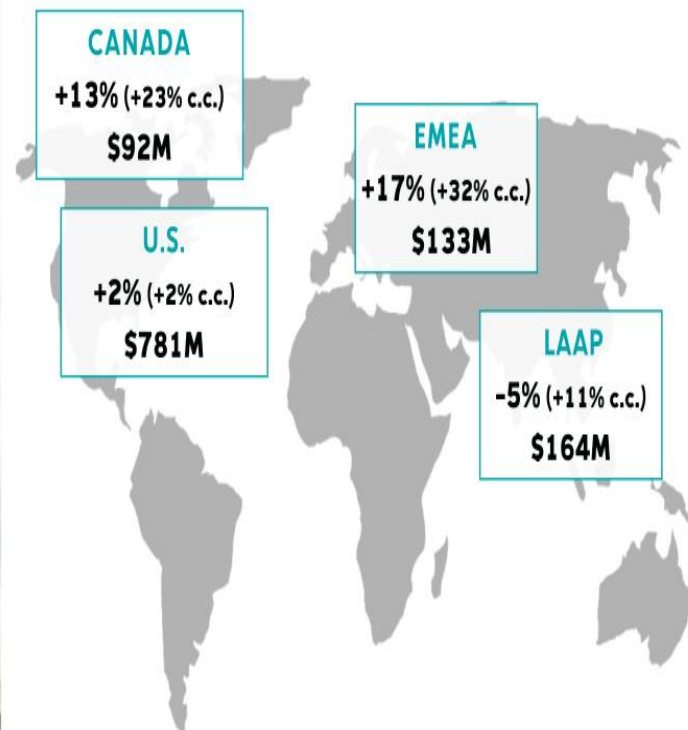 CANADA
+13% (+23% c.c.)
$92M
EMEA
+17% (+32% c.c.)
$133M
U.S.
+2% (+2% c.c.)
$781M
LAAP
-5% (+11% c.c.)
$164M